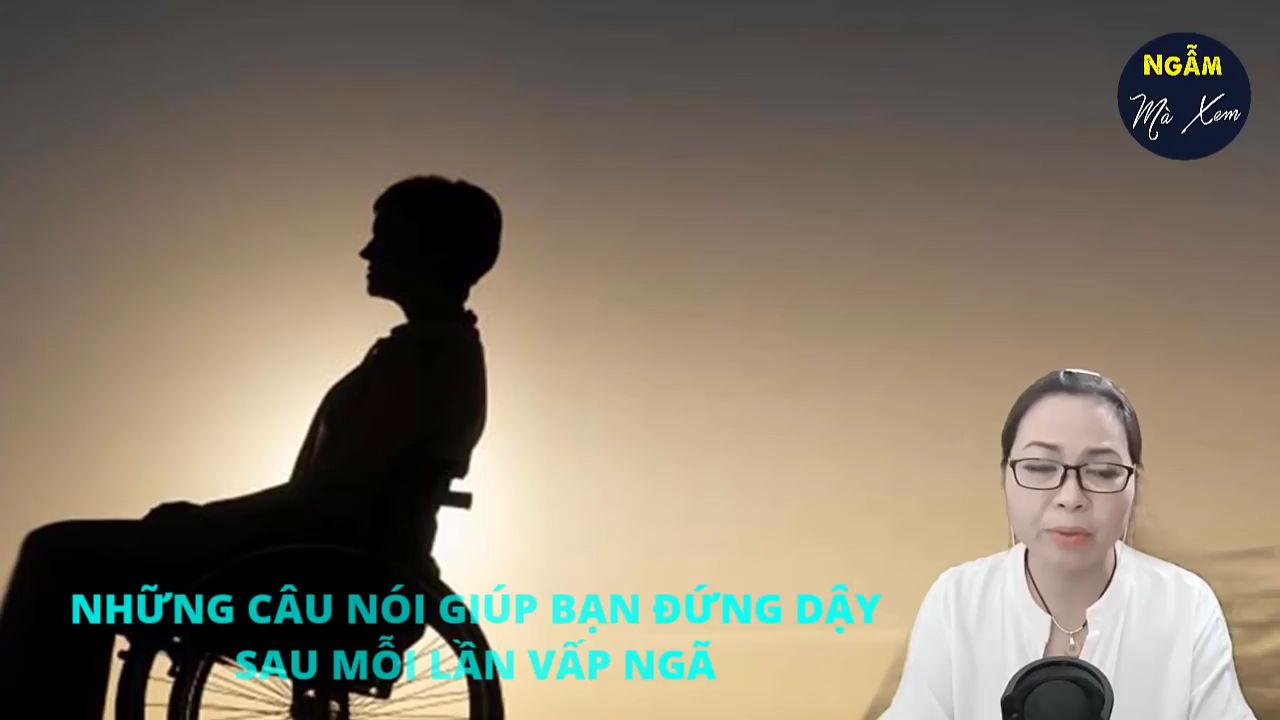 NGẪM
Mà Xem
NHỮNG CÂU NÓI GIÚP BẠN ĐỨNG DẬY
SAU MỖI LẦN VẤP NGÃ